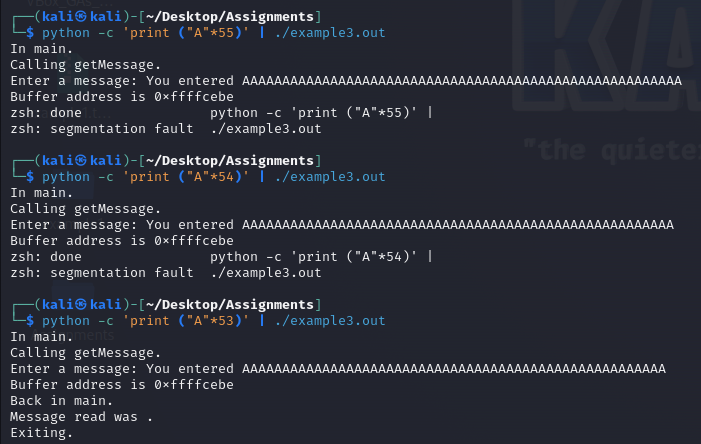 ┌──(kali㉿kali)-[~/Desktop/Assignments]
└─$ python -c 'print ("A"*55)' | ./example3.out
In main.
Calling getMessage.
Enter a message: You entered AAAAAAAAAAAAAAAAAAAAAAAAAAAAAAAAAAAAAAAAAAAAAAAAAAAAAAA
Buffer address is 0×ffffcebe
zsh: done                python -c 'print ("A"*55)' |
zsh: segmentation fault  ./example3.out
┌──(kali㉿kali)-[~/Desktop/Assignments]
└─$ python -c 'print ("A"*54)' | ./example3.out
In main.
Calling getMessage.
Enter a message: You entered AAAAAAAAAAAAAAAAAAAAAAAAAAAAAAAAAAAAAAAAAAAAAAAAAAAAAA
Buffer address is 0×ffffcebe
zsh: done                python -c 'print ("A"*54)' |
zsh: segmentation fault  ./example3.out
┌──(kali㉿kali)-[~/Desktop/Assignments]
└─$ python -c 'print ("A"*53)' | ./example3.out
In main.
Calling getMessage.
Enter a message: You entered AAAAAAAAAAAAAAAAAAAAAAAAAAAAAAAAAAAAAAAAAAAAAAAAAAAAA
Buffer address is 0×ffffcebe
Back in main.
Message read was .
Exiting.
KA
"the quieter